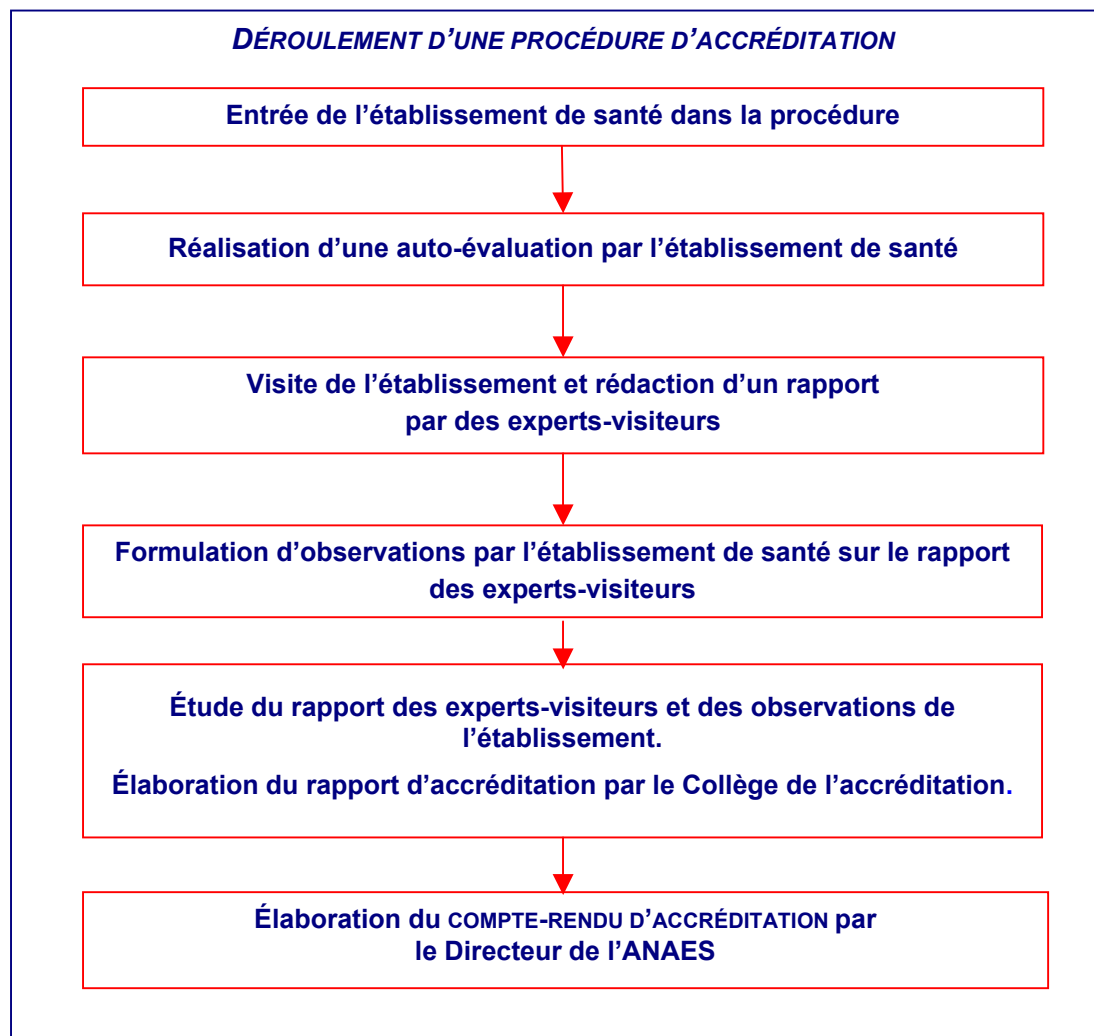 DÉROULEMENT D’UNE PROCÉDURE D’ACCRÉDITATION
Entrée de l’établissement de santé dans la procédure
Réalisation d’une auto-évaluation par l’établissement de santé
Visite de l’établissement et rédaction d’un rapport
par des experts-visiteurs
Formulation d’observations par l’établissement de santé sur le rapport
des experts-visiteurs
Étude du rapport des experts-visiteurs et des observations de
l’établissement.
Élaboration du rapport d’accréditation par le Collège de l’accréditation.
Élaboration du COMPTE-RENDU D’ACCRÉDITATION par
le Directeur de l’ANAES